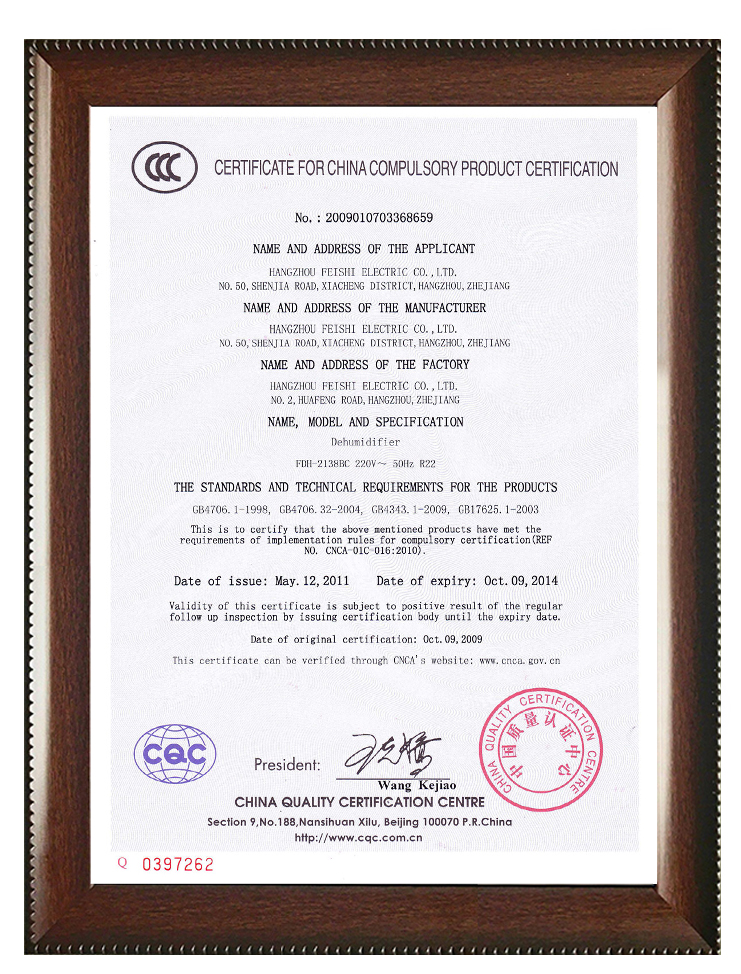 CCC
CERTIFICATE FOR CHINA COMPULSORY PRODUCT CERTIFICATION
No. : 2009010703368659
NAME AND ADDRESS OF THE APPLICANT
HANGZHOU FEISHI ELECTRIC CO.,LTD.
NO.50,SHENJIA ROAD,XIACHENG DISTRICT,HANGZHOU,ZHEJIANG
NAME AND ADDRESS OF THE MANUFACTURER
HANGZHOU FEISHI ELECTRIC CO.,LTD.
NO.50,SHENJIA ROAD,XIACHENG DISTRICT,HANGZHOU,ZHEJIANG
NAME AND ADDRESS OF THE FACTORY
HANGZHOU FEISHI ELECTRIC CO.,LTD.
NO.2,HUAFENG ROAD,HANGZHOU,ZHEJIANG
NAME, MODEL AND SPECIFICATION
Dehumidifier
FDH-2138BC 220V～ 50Hz R22
THE STANDARDS AND TECHNICAL REQUIREMENTS FOR THE PRODUCTS
GB4706.1-1998, GB4706.32-2004, GB4343.1-2009, GB17625.1-2003
This is to certify that the above mentioned products have met the
requirements of implementation rules for compulsory certification(REF
NO. CNCA-01C-016:2010).
Date of issue: May.12,2011 Date of expiry: Oct.09,2014
Validity of this certificate is subject to positive result of the regular
follow up inspection by issuing certification body until the expiry date.
Date of original certification: Oct.09,2009
This certificate can be verified through CNCA's website: www.cnca.gov.cn
CQC
President:
Wang Kejiao
CHINA QUALITY CERTIFICATION CENTRE
中国质量认证中心
CHINA QUALITY CERTIFICATION CENTRE
Section 9,No.188,Nansihuan Xilu, Beijing 100070 P.R.China
http://www.cqc.com.cn
Q 0397262